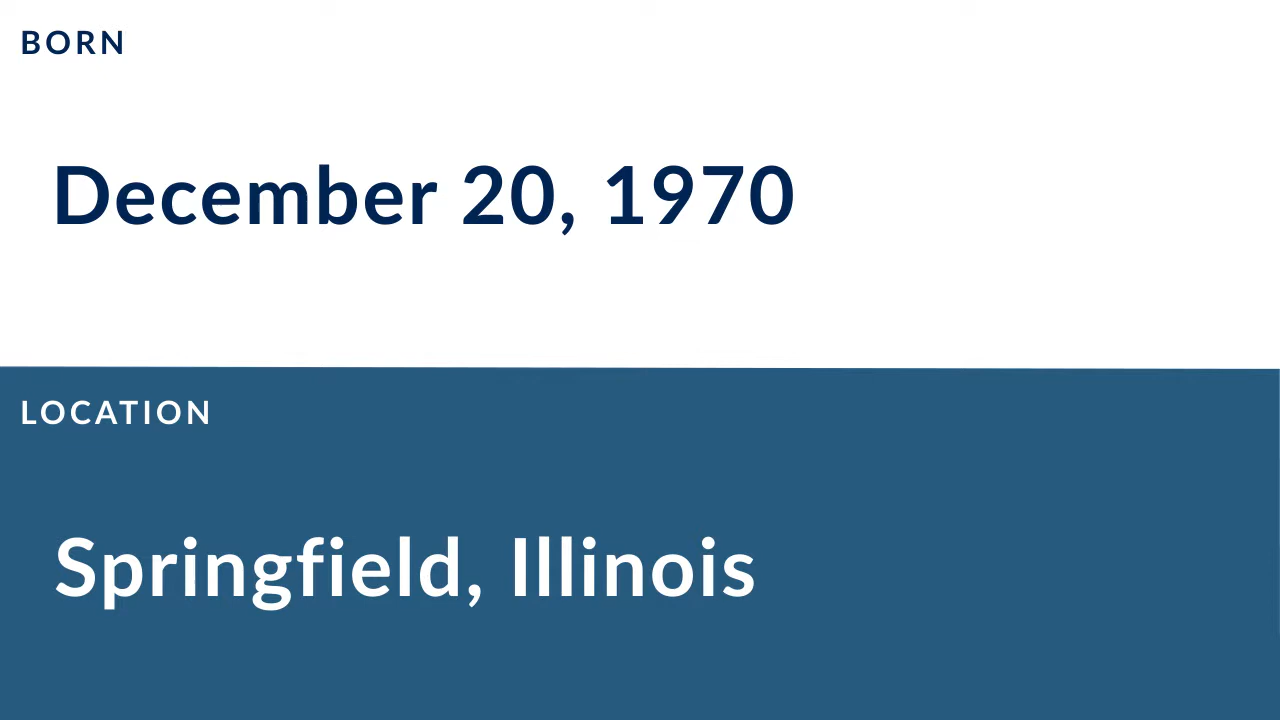 BORN
December 20, 1970
LOCATION
Springfield, Illinois